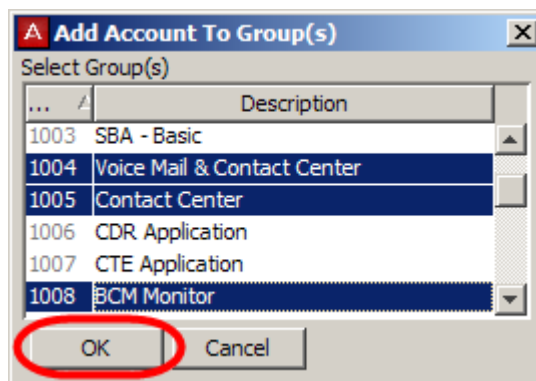 Add Account To Group(s)
Select Group(s)
... Description
1003 SBA - Basic
1004 Voice Mail & Contact Center
1005 Contact Center
1006 CDR Application
1007 CTE Application
1008 BCM Monitor
OK Cancel